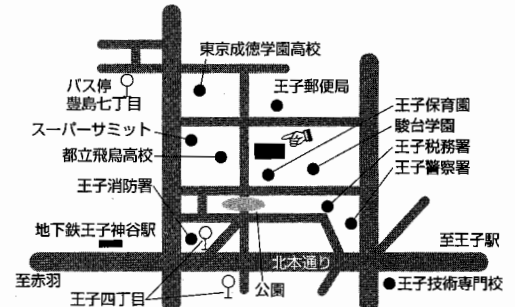 東京成徳学園高校
バス停
豊島七丁目
王子郵便局
王子保育園
スーパーサミット
駿台学園
都立飛鳥高校
王子税務署
王子警察署
王子消防署
地下鉄王子神谷駅
至王子駅
北本通り
至赤羽
王子四丁目
公園
王子技術専門校